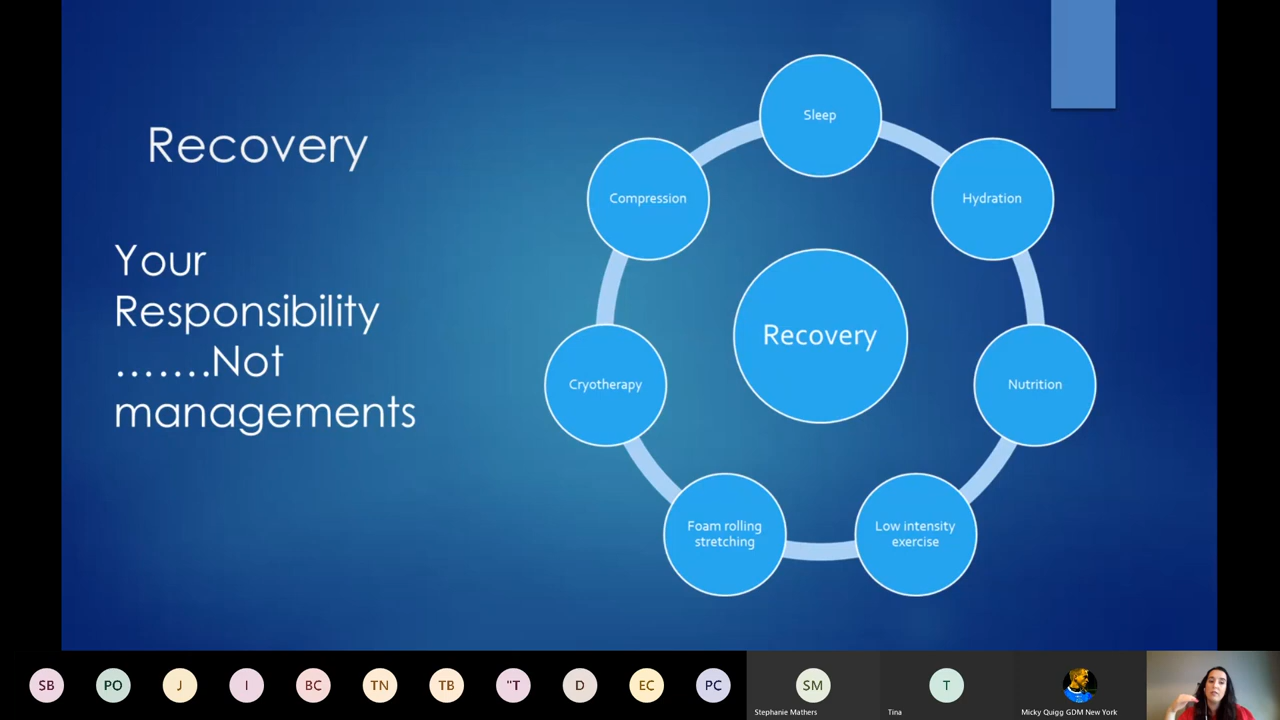 Recovery
Your
Responsibility
.......Not
managements
Sleep
Hydration
Nutrition
Low intensity
exercise
Foam rolling
stretching
Cryotherapy
Compression
Recovery
SB
PO
J
I
BC
TN
TB
"T
D
EC
PC
SM
Stephanie Mathers
T
Tina
Micky Quigg GDM New York